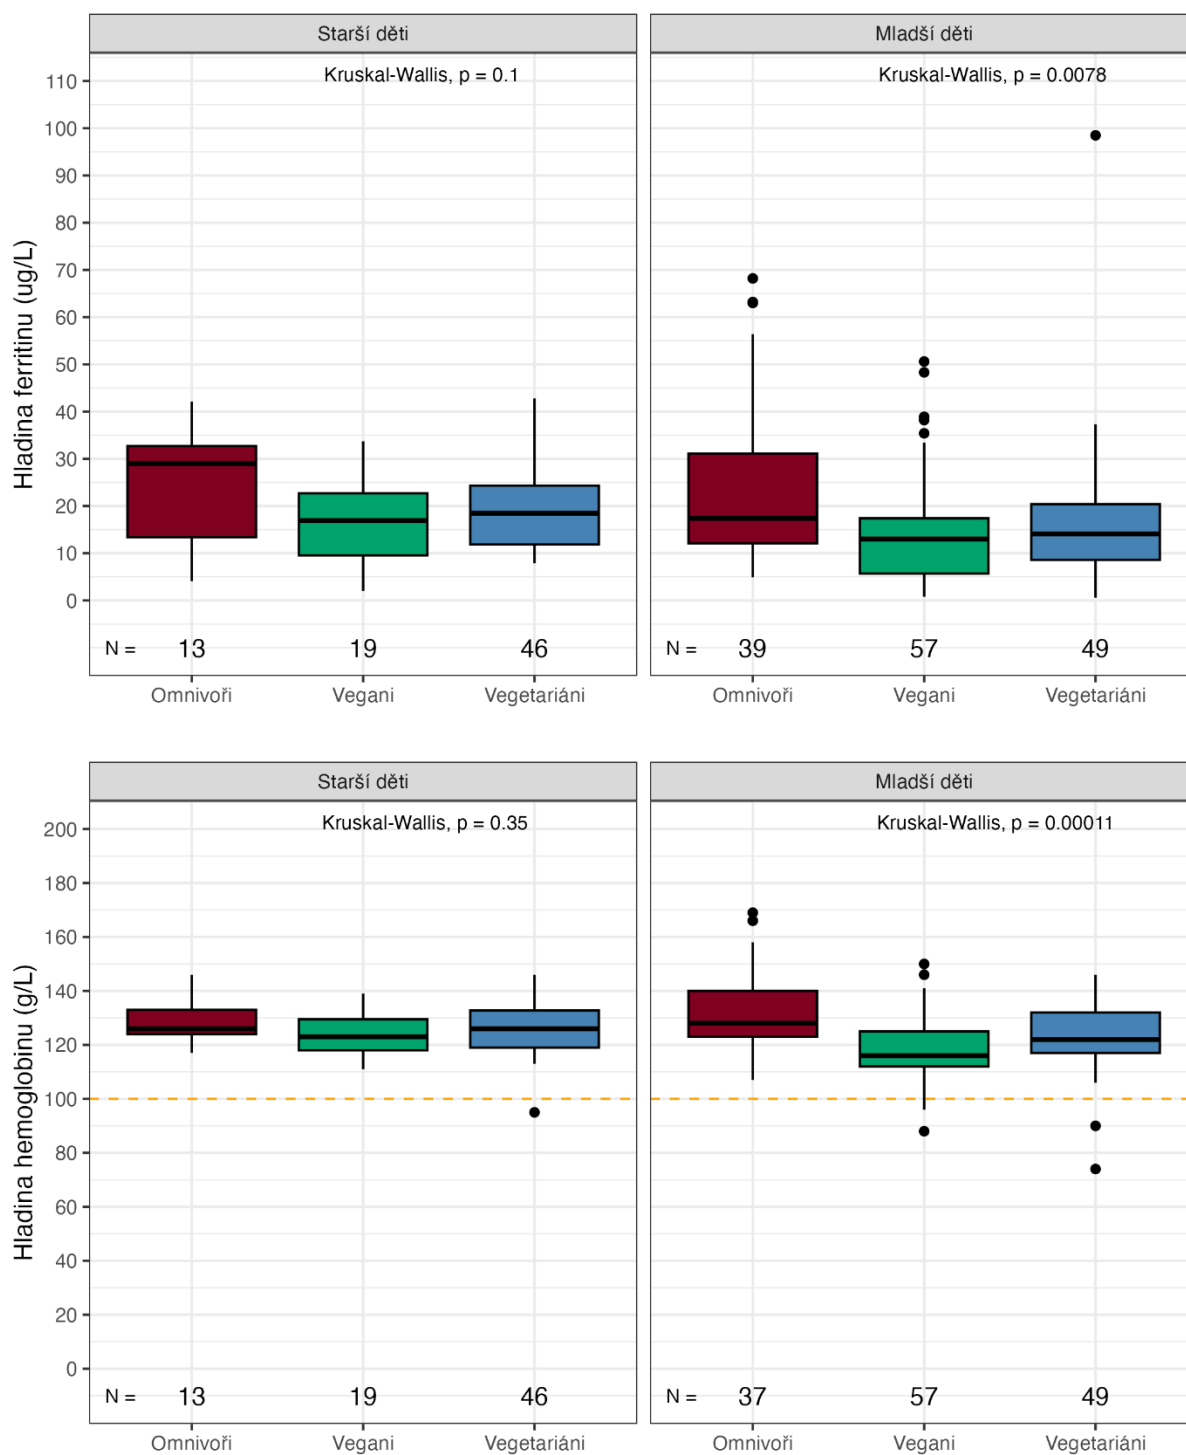 Starší děti
Mladší děti
Kruskal-Wallis, p = 0.1
Kruskal-Wallis, p = 0.0078
Hladina ferritinu (ug/L)
110
100
90
80
70
60
50
40
30
20
10
0
N = 13 19 46
N = 39 57 49
Omnivoři Vegani Vegetariáni
Omnivoři Vegani Vegetariáni
Starší děti
Mladší děti
Kruskal-Wallis, p = 0.35
Kruskal-Wallis, p = 0.00011
Hladina hemoglobinu (g/L)
200
180
160
140
120
100
80
60
40
20
0
N = 13 19 46
N = 37 57 49
Omnivoři Vegani Vegetariáni
Omnivoři Vegani Vegetariáni